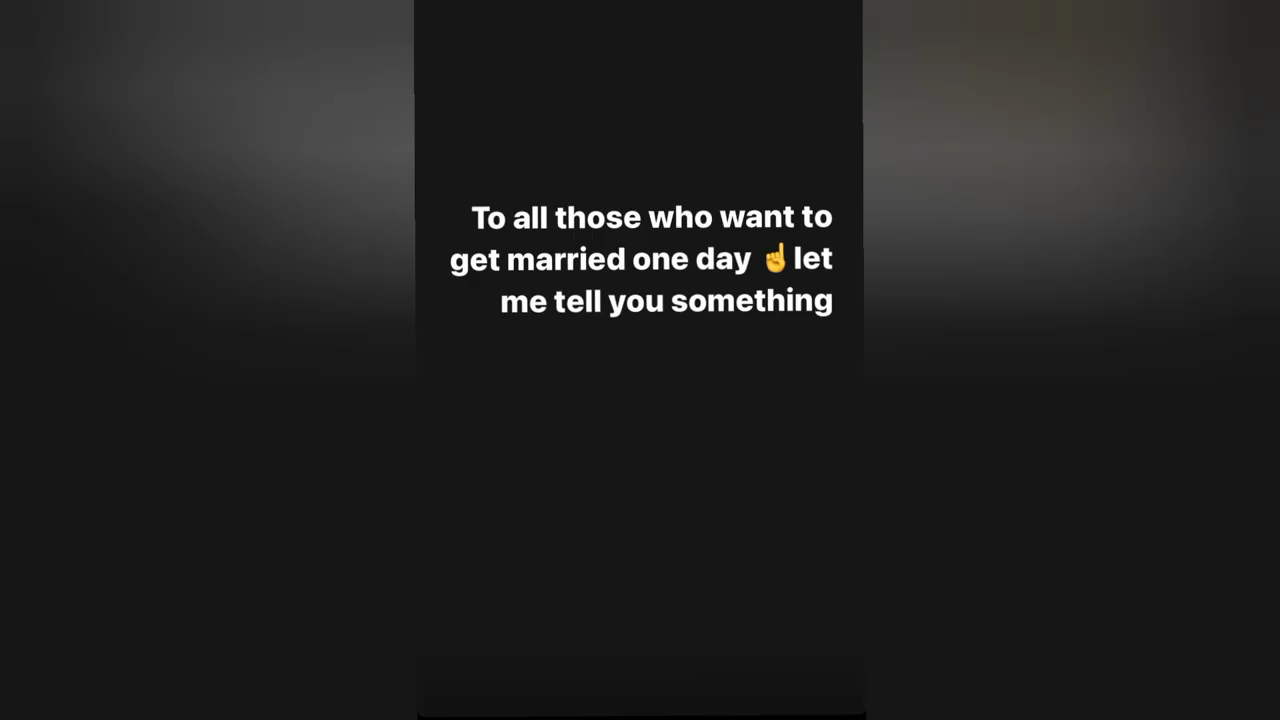 To all those who want to
get married one day ☝️let
me tell you something